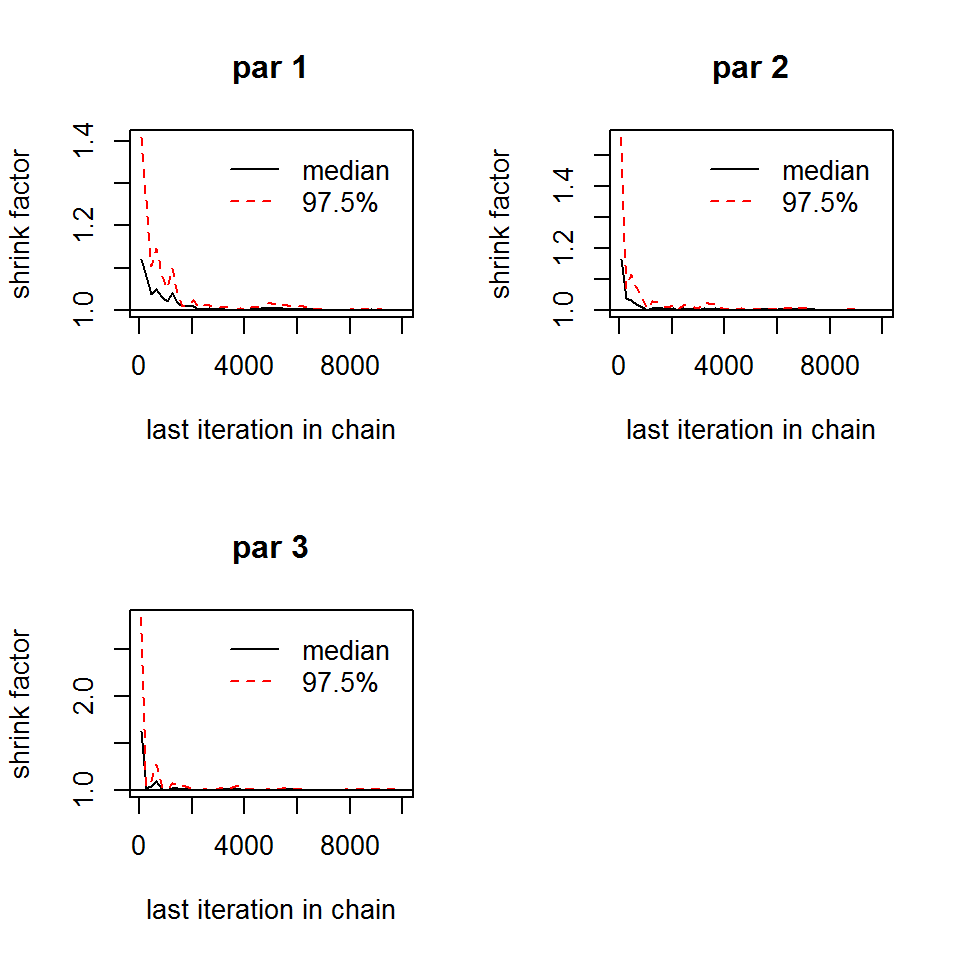 par 1
shrink factor
1.0 1.2 1.4
median
97.5%
0 4000 8000
last iteration in chain
par 2
shrink factor
1.0 1.2 1.4
median
97.5%
0 4000 8000
last iteration in chain
par 3
shrink factor
1.0 2.0
median
97.5%
0 4000 8000
last iteration in chain